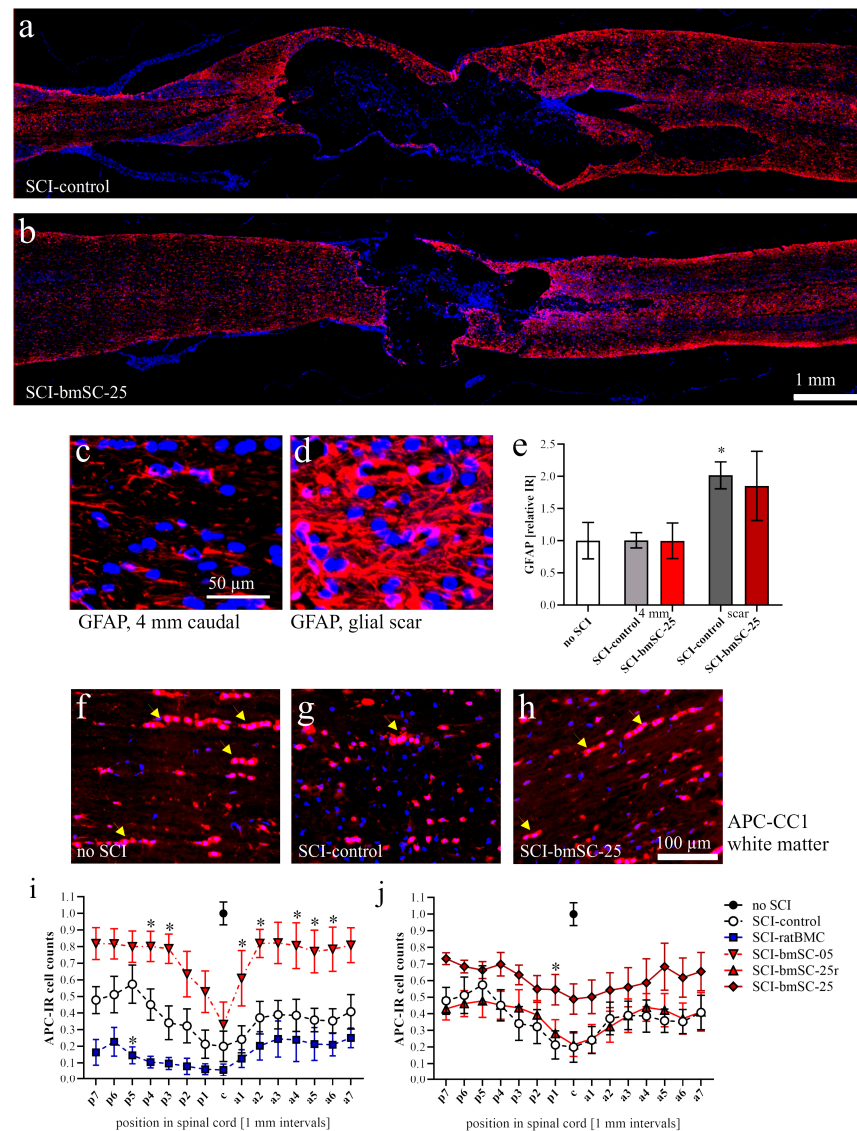 a
SCI-control
b
SCI-bmSC-25
1 mm
c
50 µm
GFAP, 4 mm caudal
d
GFAP, glial scar
e
GFAP [relative IR]
2.5
2.0
1.5
1.0
0.5
0.0
*
4 mm
scar
no SCI
SCI-control
SCI-bmSC-25
SCI-control
SCI-bmSC-25
f
no SCI
g
SCI-control
h
SCI-bmSC-25
100 µm
APC-CC1
white matter
i
APC-IR cell counts
1.1
1.0
0.9
0.8
0.7
0.6
0.5
0.4
0.3
0.2
0.1
0.0
* * * * * * *
*
p7 p6 p5 p4 p3 p2 p1 c a1 a2 a3 a4 a5 a6 a7
position in spinal cord [1 mm intervals]
j
APC-IR cell counts
1.1
1.0
0.9
0.8
0.7
0.6
0.5
0.4
0.3
0.2
0.1
0.0
*
p7 p6 p5 p4 p3 p2 p1 c a1 a2 a3 a4 a5 a6 a7
position in spinal cord [1 mm intervals]
no SCI
SCI-control
SCI-ratBMC
SCI-bmSC-05
SCI-bmSC-25r
SCI-bmSC-25